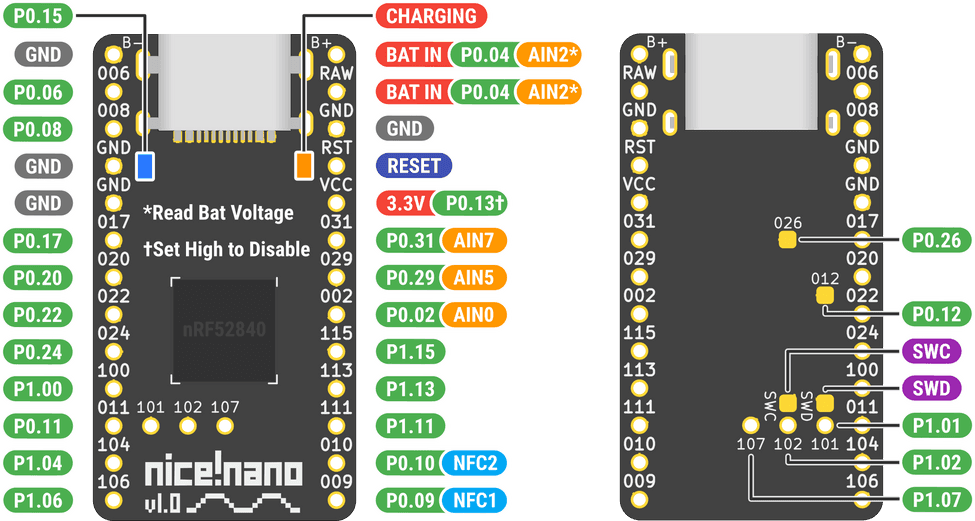 P0.15
CHARGING
GND
B-
B+
BAT IN P0.04 AIN2*
006
RAW
P0.06
BAT IN P0.04 AIN2*
008
GND
P0.08
GND
GND
RST
GND
RESET
GND
VCC
GND
3.3V P0.13†
*Read Bat Voltage
017
031
P0.17
P0.31 AIN7
†Set High to Disable
020
029
P0.20
P0.29 AIN5
022
002
P0.22
P0.02 AIN0
nRF52840
024
115
P0.24
P1.15
100
113
P1.00
P1.13
101 102 107
011
111
P0.11
P1.11
104
010
P1.04
P0.10 NFC2
nice!nano
106
009
P1.06
P0.09 NFC1
v1.0
B+
B-
RAW
006
GND
008
RST
GND
VCC
GND
031
026
017
P0.26
029
020
002
012
022
P0.12
115
024
SWC
113
100
SWD
111
SWC
SWD
011
P1.01
010
107
102
101
104
P1.02
009
106
P1.07